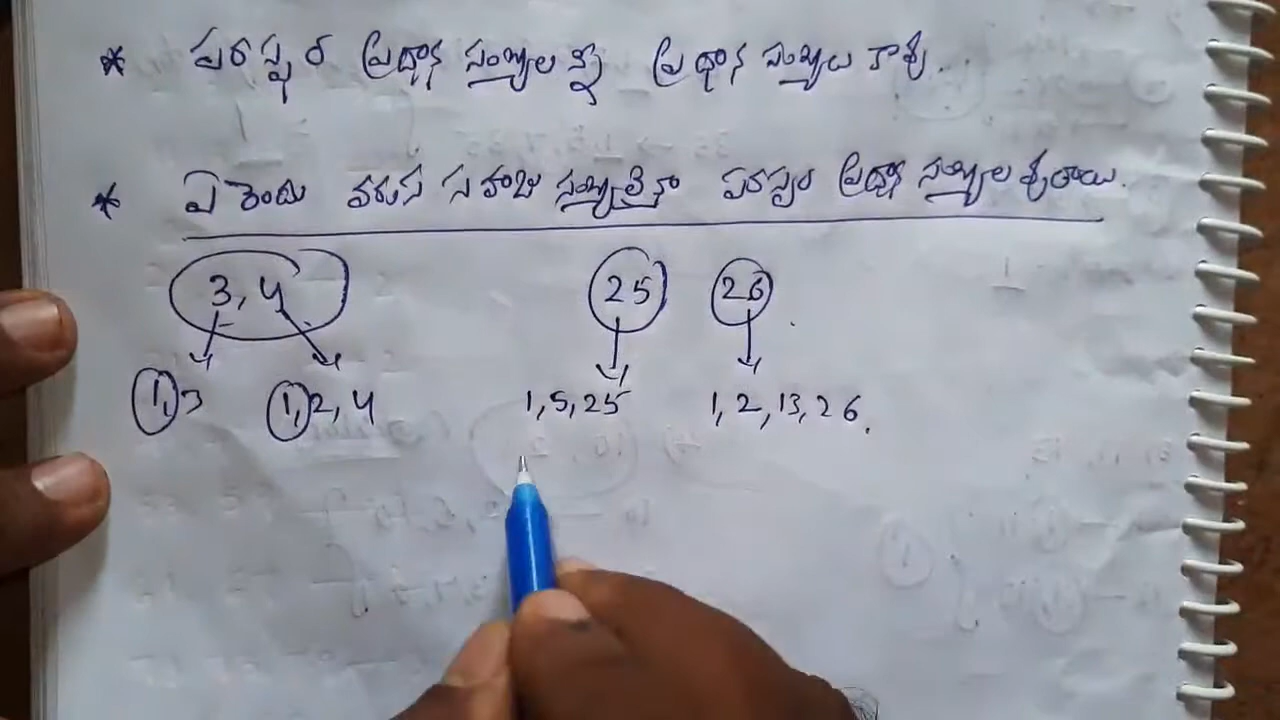 * పరస్పర ప్రధాన సంఖ్యలన్నీ ప్రధాన సంఖ్యలు కావు.
* ఏ రెండు వరుస సహజ సంఖ్యలైనా పరస్పర ప్రధాన సంఖ్యలవుతాయి.
3, 4 25 26
1, 3 1, 2, 4 1, 5, 25 1, 2, 13, 26.